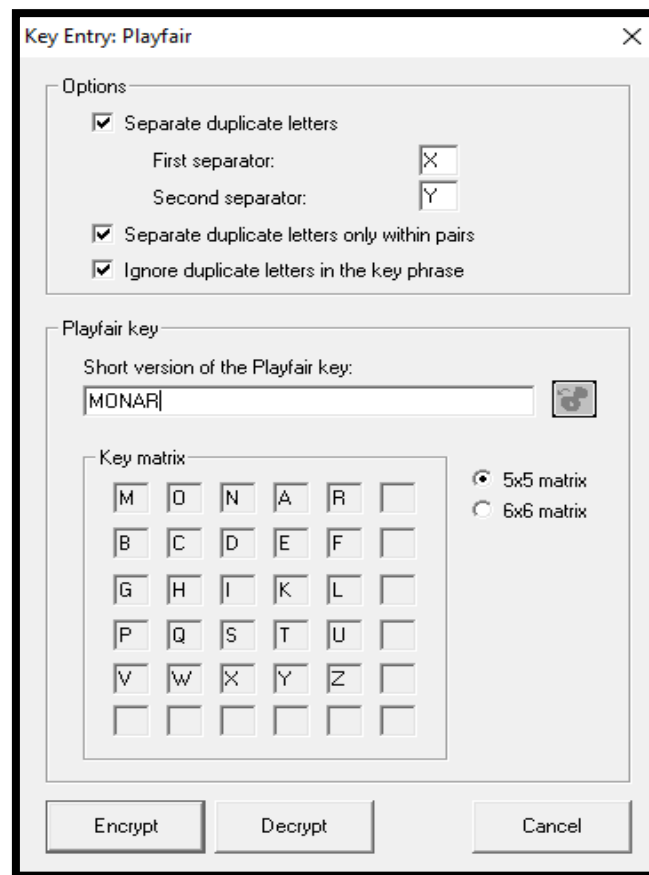 Key Entry: Playfair
Options
Separate duplicate letters
First separator: X
Second separator: Y
Separate duplicate letters only within pairs
Ignore duplicate letters in the key phrase
Playfair key
Short version of the Playfair key:
MONAR
Key matrix
M O N A R
5x5 matrix
6x6 matrix
B C D E F
G H I K L
P Q S T U
V W X Y Z
Encrypt Decrypt Cancel